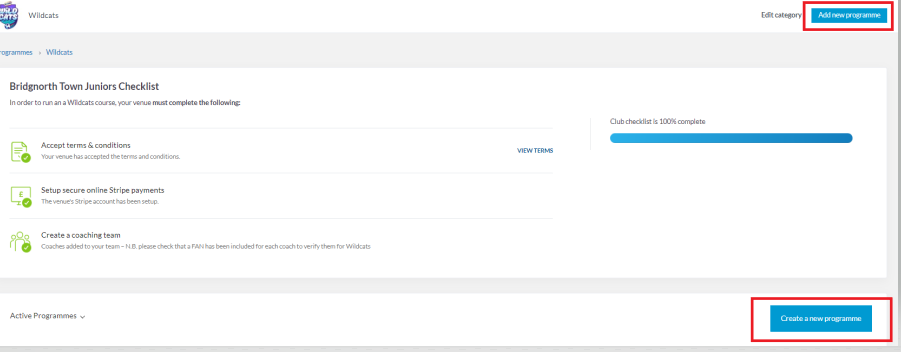 WILD
CATS
Wildcats
Edit category
Add new programme
rogrammes > Wildcats
Bridgnorth Town Juniors Checklist
In order to run an a Wildcats course, your venue must complete the following:
Club checklist is 100% complete
Accept terms & conditions
Your venue has accepted the terms and conditions.
VIEW TERMS
£
Setup secure online Stripe payments
The venue's Stripe account has been setup.
Create a coaching team
Coaches added to your team – N.B. please check that a FAN has been included for each coach to verify them for Wildcats
Active Programmes
Create a new programme